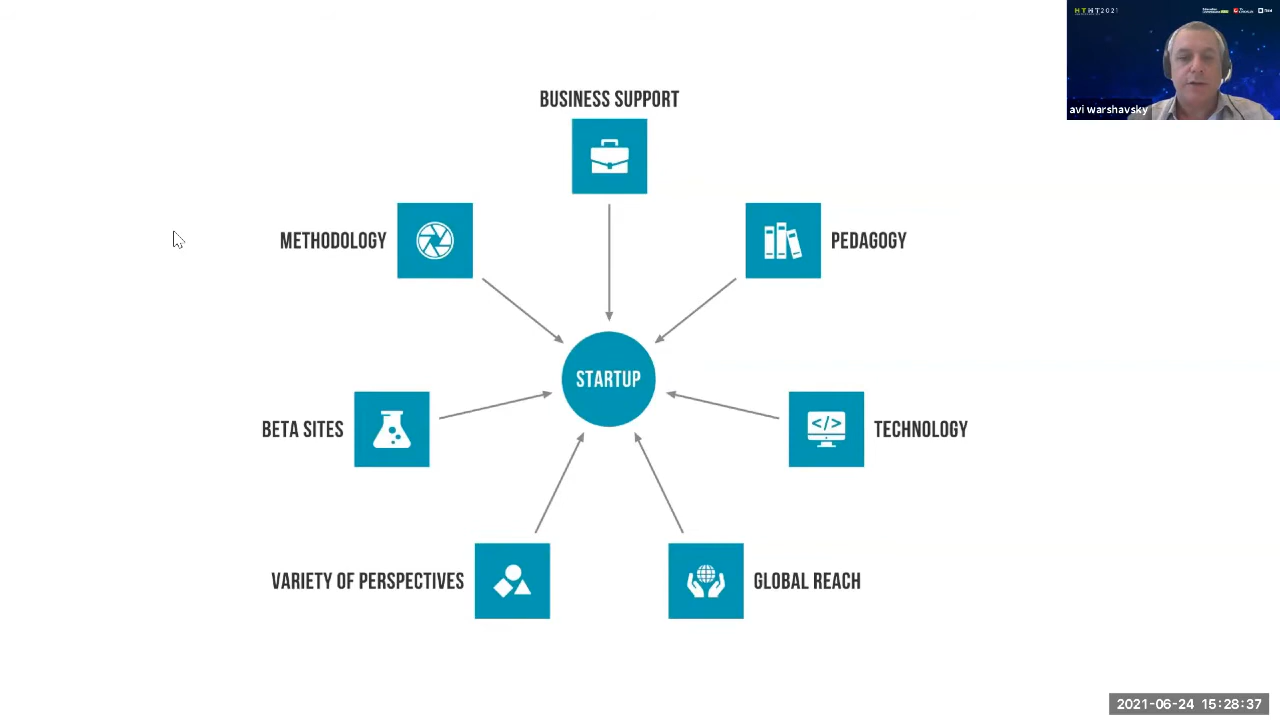 HTHT2021
BUSINESS SUPPORT
avi warshavsky
METHODOLOGY
PEDAGOGY
STARTUP
BETA SITES
</>
TECHNOLOGY
VARIETY OF PERSPECTIVES
GLOBAL REACH
2021-06-24 15:28:37